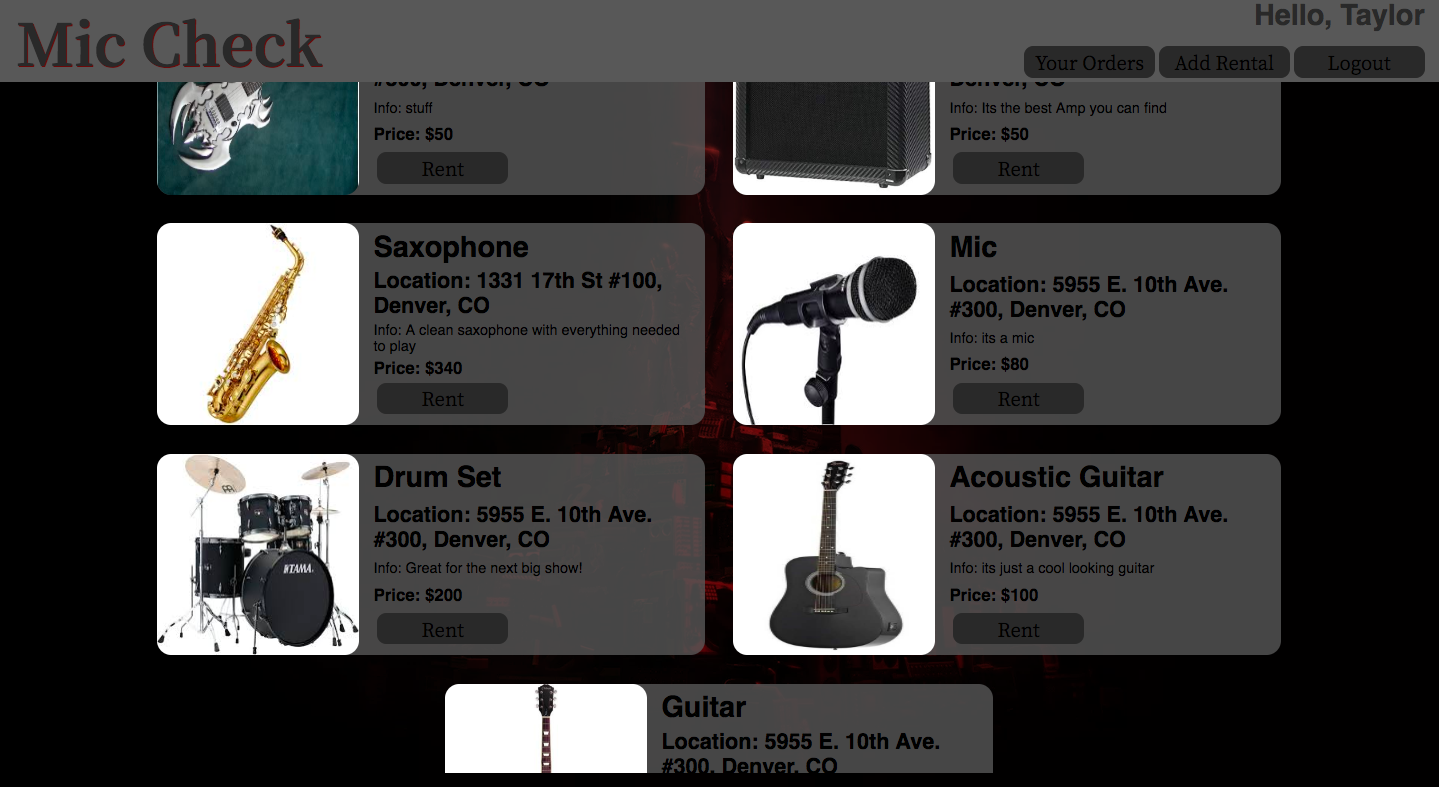 Mic Check
Hello, Taylor
Your Orders
Add Rental
Logout
#300, Denver, CO
Info: stuff
Price: $50
Rent
Denver, CO
Info: Its the best Amp you can find
Price: $50
Rent
Saxophone
Location: 1331 17th St #100,
Denver, CO
Info: A clean saxophone with everything needed
to play
Price: $340
Rent
Mic
Location: 5955 E. 10th Ave.
#300, Denver, CO
Info: its a mic
Price: $80
Rent
TAMA
Drum Set
Location: 5955 E. 10th Ave.
#300, Denver, CO
Info: Great for the next big show!
Price: $200
Rent
Acoustic Guitar
Location: 5955 E. 10th Ave.
#300, Denver, CO
Info: its just a cool looking guitar
Price: $100
Rent
Guitar
Location: 5955 E. 10th Ave.
#300, Denver, CO